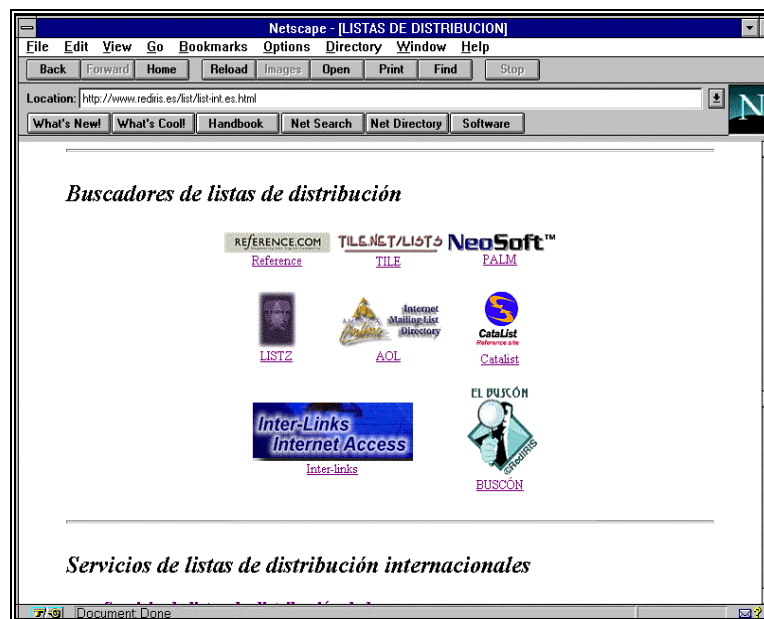 Netscape - [LISTAS DE DISTRIBUCION]
File Edit View Go Bookmarks Options Directory Window Help
Back Forward Home Reload Images Open Print Find Stop
Location: http://www.rediris.es/list/list-int.es.html
N
What's New! What's Cool! Handbook Net Search Net Directory Software
Buscadores de listas de distribución
REFERENCE.COM TILE.NET/LISTS NeoSoft™
Reference TILE PALM
Internet
Mailing List
Directory
CataList
Reference site
LISTZ AOL Catalist
EL BUSCÓN
Inter-Links
Internet Access
©RedIRIS
Inter-links
BUSCÓN
Servicios de listas de distribución internacionales
Document: Done